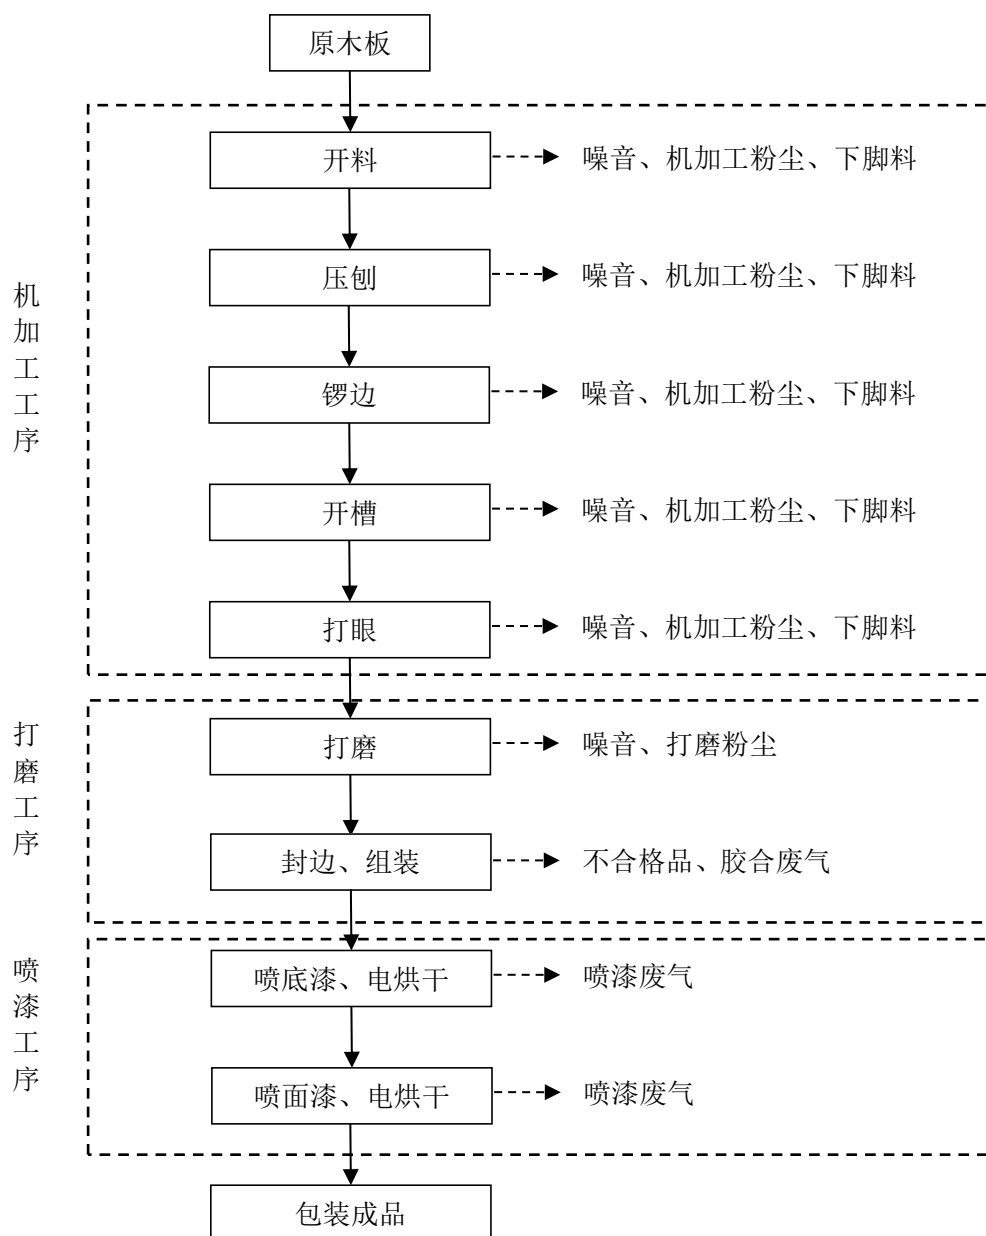 原木板
机加工工序
开料
噪音、机加工粉尘、下脚料
压刨
噪音、机加工粉尘、下脚料
锣边
噪音、机加工粉尘、下脚料
开槽
噪音、机加工粉尘、下脚料
打眼
噪音、机加工粉尘、下脚料
打磨工序
打磨
噪音、打磨粉尘
封边、组装
不合格品、胶合废气
喷漆工序
喷底漆、电烘干
喷漆废气
喷面漆、电烘干
喷漆废气
包装成品